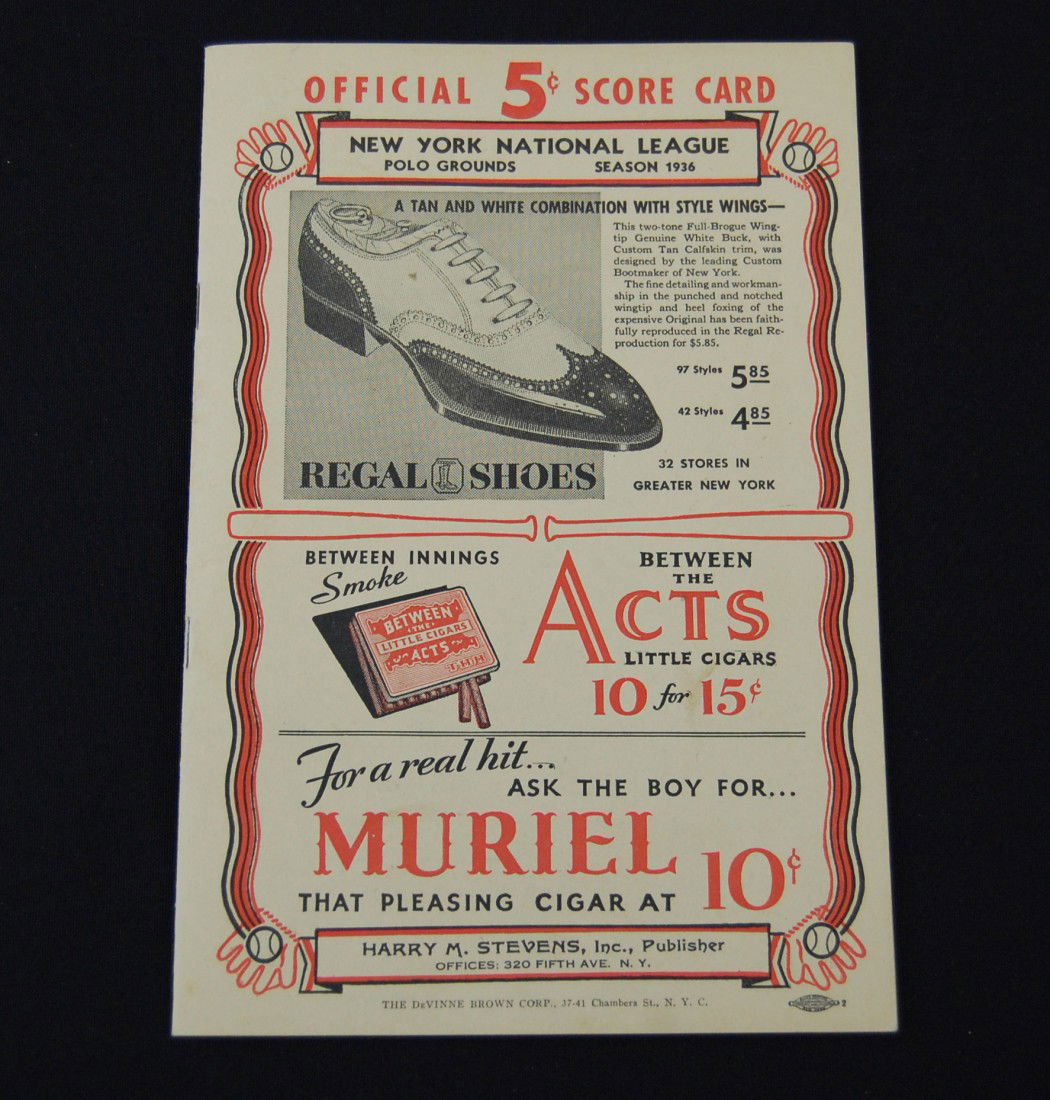 OFFICIAL 5¢ SCORE CARD
NEW YORK NATIONAL LEAGUE
POLO GROUNDS SEASON 1936
A TAN AND WHITE COMBINATION WITH STYLE WINGS—
This two-tone Full-Brogue Wing-
tip Genuine White Buck, with
Custom Tan Calfskin trim, was
designed by the leading Custom
Bootmaker of New York.
The fine detailing and workman-
ship in the punched and notched
wingtip and heel foxing of the
expensive Original has been faith-
fully reproduced in the Regal Re-
production for $5.85.
97 Styles 5 85
42 Styles 4 85
32 STORES IN
GREATER NEW YORK
REGAL SHOES
BETWEEN INNINGS
Smoke
BETWEEN
THE
LITTLE CIGARS
ACTS
BETWEEN
THE
ACTS
LITTLE CIGARS
10 for 15¢
For a real hit...
ASK THE BOY FOR...
MURIEL
THAT PLEASING CIGAR AT 10¢
HARRY M. STEVENS, Inc., Publisher
OFFICES: 320 FIFTH AVE. N. Y.
THE DEVINNE BROWN CORP., 37-41 Chambers St., N. Y. C.
2